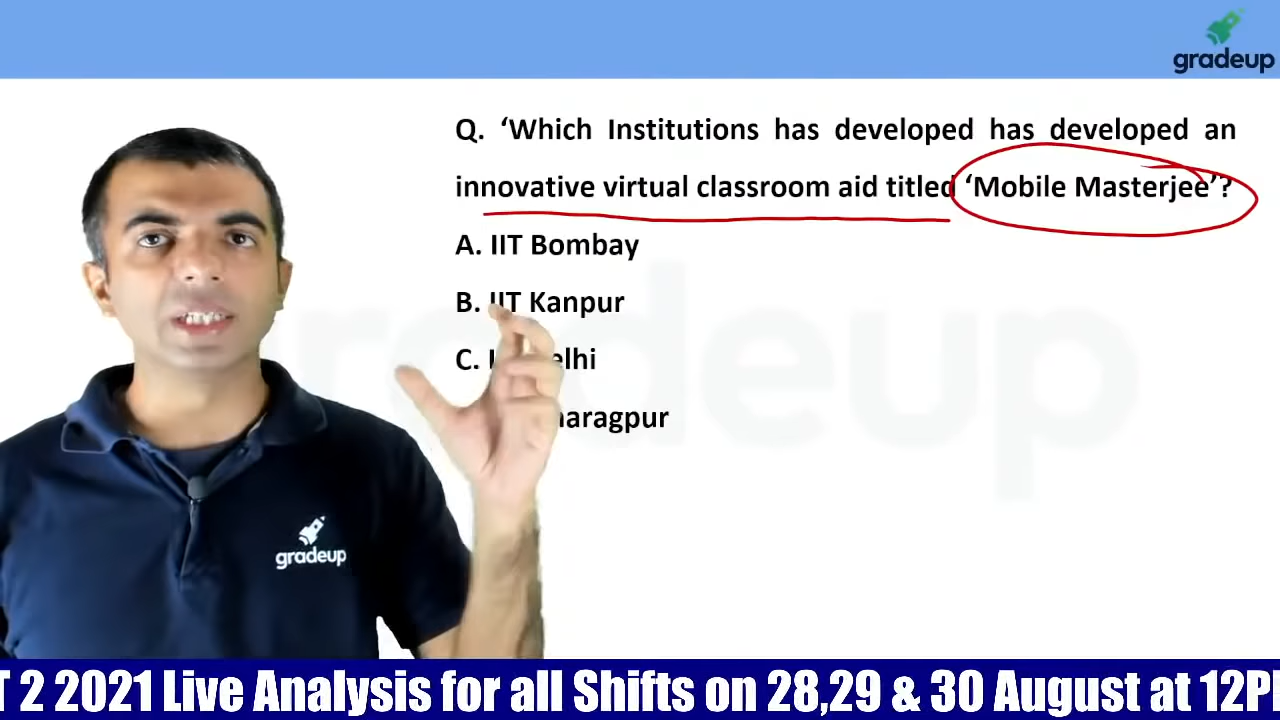 gradeup
Q. ‘Which Institutions has developed has developed an
innovative virtual classroom aid titled ‘Mobile Masterjee’?
A. IIT Bombay
B. IIT Kanpur
C.
gradeup
gradeup
T 2 2021 Live Analysis for all Shifts on 28,29 & 30 August at 12P